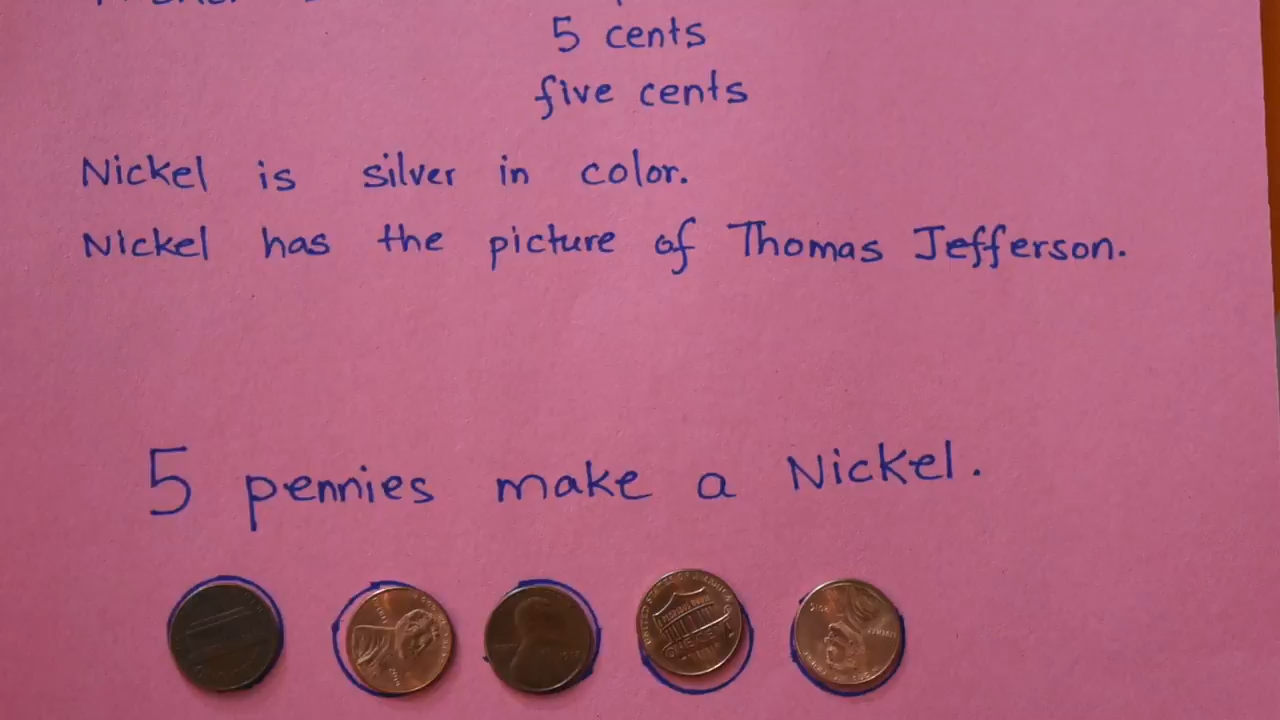 5 cents
five cents
Nickel is silver in color.
Nickel has the picture of Thomas Jefferson.
5 pennies make a Nickel.